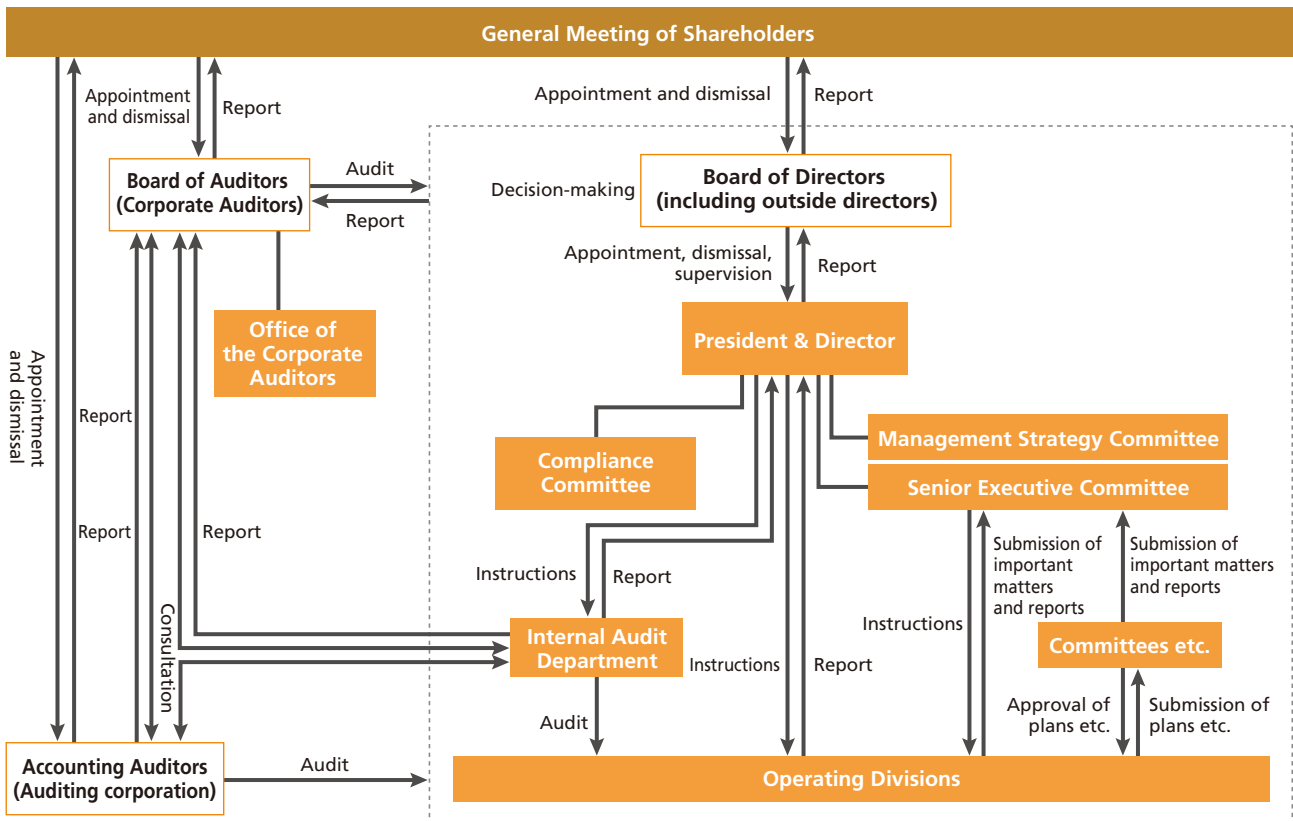 General Meeting of Shareholders
Appointment
and dismissal
Report
Appointment and dismissal
Report
Board of Auditors
(Corporate Auditors)
Audit
Report
Decision-making
Board of Directors
(including outside directors)
Appointment, dismissal,
supervision
Report
Office of
the Corporate
Auditors
President & Director
Appointment
and dismissal
Report
Management Strategy Committee
Compliance
Committee
Senior Executive Committee
Report
Report
Consultation
Instructions
Report
Submission of
important
matters
and reports
Submission of
important matters
and reports
Internal Audit
Department
Instructions
Report
Instructions
Committees etc.
Audit
Approval of
plans etc.
Submission of
plans etc.
Accounting Auditors
(Auditing corporation)
Audit
Operating Divisions